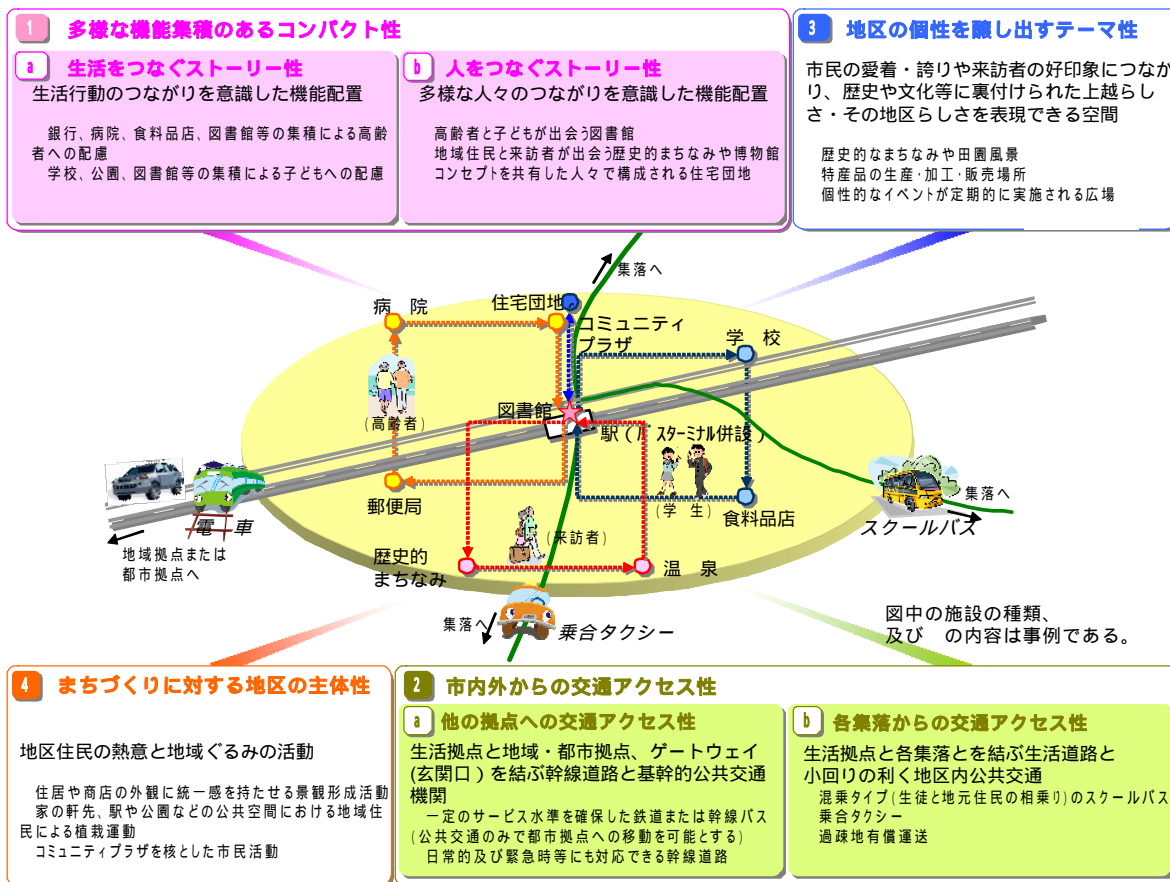 1 多様な機能集積のあるコンパクト性
a 生活をつなぐストーリー性
生活行動のつながりを意識した機能配置
銀行、病院、食料品店、図書館等の集積による高齢
者への配慮
学校、公園、図書館等の集積による子どもへの配慮
b 人をつなぐストーリー性
多様な人々のつながりを意識した機能配置
高齢者と子どもが出会う図書館
地域住民と来訪者が出会う歴史的まちなみや博物館
コンセプトを共有した人々で構成される住宅団地
3 地区の個性を醸し出すテーマ性
市民の愛着・誇りや来訪者の好印象につなが
り、歴史や文化等に裏付けられた上越らし
さ・その地区らしさを表現できる空間
歴史的なまちなみや田園風景
特産品の生産・加工・販売場所
個性的なイベントが定期的に実施される広場
集落へ
病 院
住宅団地
コミュニティ
プラザ
学 校
図書館
(高齢者)
駅(バスターミナル併設)
郵便局
(学 生)
食料品店
集落へ
スクールバス
電 車
地域拠点または
都市拠点へ
(来訪者)
歴史的
まちなみ
温 泉
集落へ
乗合タクシー
図中の施設の種類、
及び の内容は事例である。
4 まちづくりに対する地区の主体性
地区住民の熱意と地域ぐるみの活動
住居や商店の外観に統一感を持たせる景観形成活動
家の軒先、駅や公園などの公共空間における地域住
民による植栽運動
コミュニティプラザを核とした市民活動
2 市内外からの交通アクセス性
a 他の拠点への交通アクセス性
生活拠点と地域・都市拠点、ゲートウェイ
(玄関口)を結ぶ幹線道路と基幹的公共交通
機関
一定のサービス水準を確保した鉄道または幹線バス
(公共交通のみで都市拠点への移動を可能とする)
日常的及び緊急時等にも対応できる幹線道路
b 各集落からの交通アクセス性
生活拠点と各集落とを結ぶ生活道路と
小回りの利く地区内公共交通
混乗タイプ(生徒と地元住民の相乗り)のスクールバス
乗合タクシー
過疎地有償運送